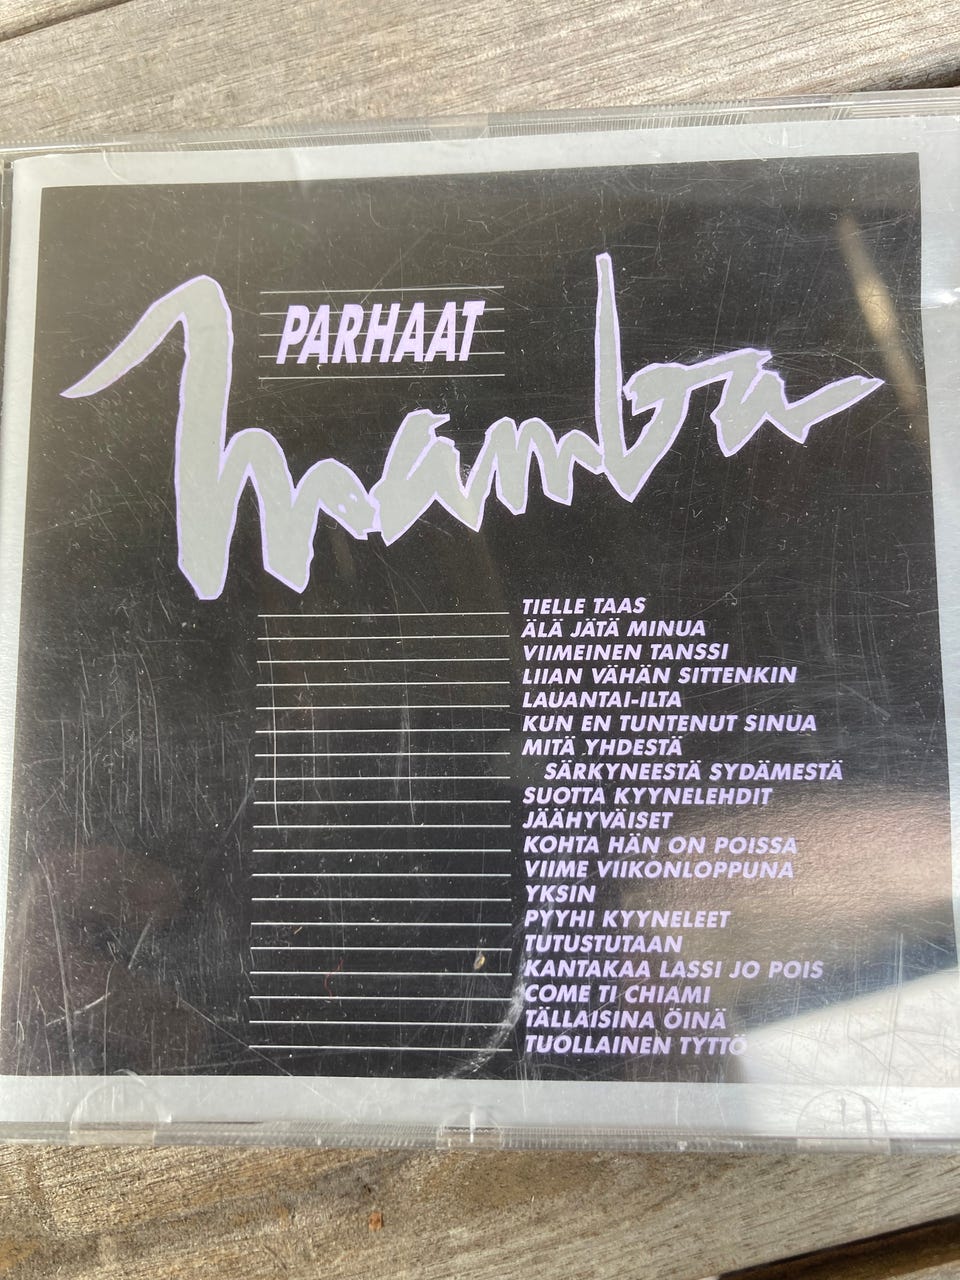 PARHAAT
Mamba
TIELLE TAAS
ÄLÄ JÄTÄ MINUA
VIIMEINEN TANSSI
LIIAN VÄHÄN SITTENKIN
LAUANTAI-ILTA
KUN EN TUNTENUT SINUA
MITÄ YHDESTÄ
SÄRKYNEESTÄ SYDÄMESTÄ
SUOTTA KYYNELEHDIT
JÄÄHYVÄISET
KOHTA HÄN ON POISSA
VIIME VIIKONLOPPUNA
YKSIN
PYYHI KYYNELEET
TUTUSTUTAAN
KANTAKAA LASSI JO POIS
COME TI CHIAMI
TÄLLAISINA ÖINÄ
TUOLLAINEN TYTTÖ